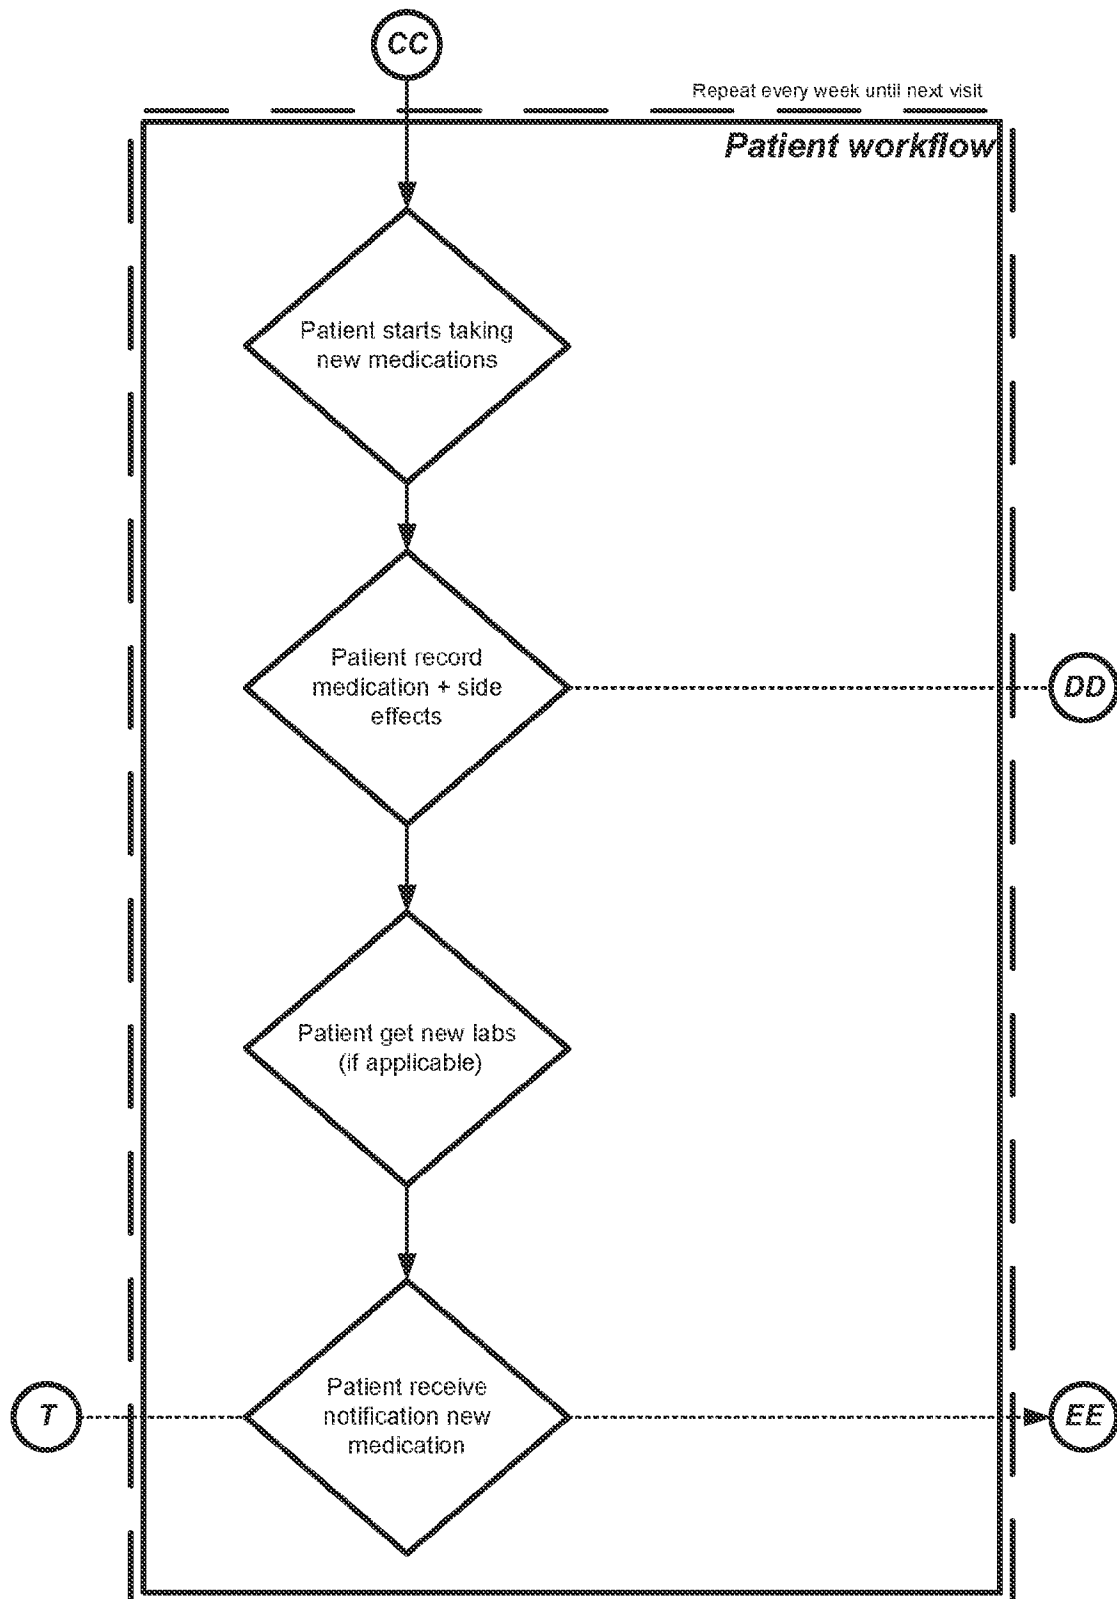 CC
Repeat every week until next visit
Patient workflow
Patient starts taking
new medications
Patient record
medication + side
effects
DD
Patient get new labs
(if applicable)
T
Patient receive
notification new
medication
EE